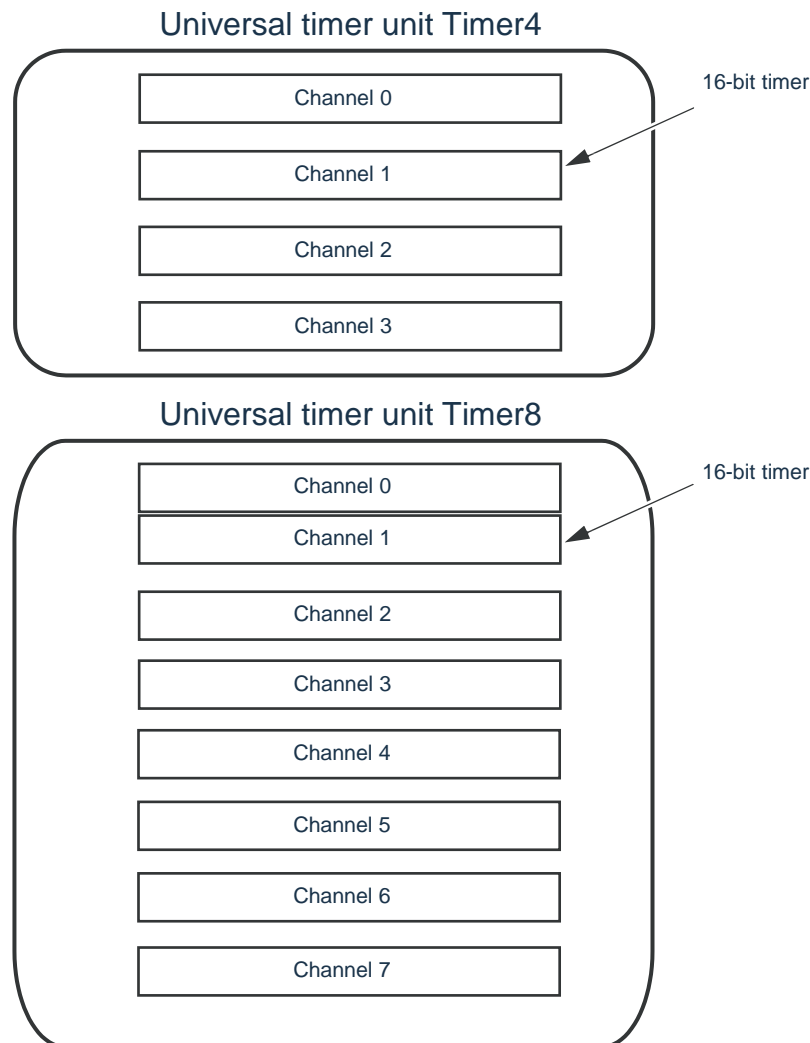 Universal timer unit Timer4
16-bit timer
Channel 0
Channel 1
Channel 2
Channel 3
Universal timer unit Timer8
16-bit timer
Channel 0
Channel 1
Channel 2
Channel 3
Channel 4
Channel 5
Channel 6
Channel 7